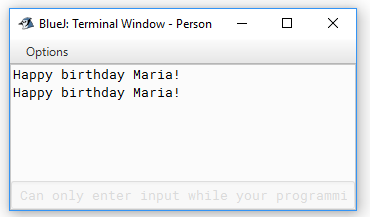 BlueJ: Terminal Window - Person
Options
Happy birthday Maria!
Happy birthday Maria!
Can only enter input while your programmi